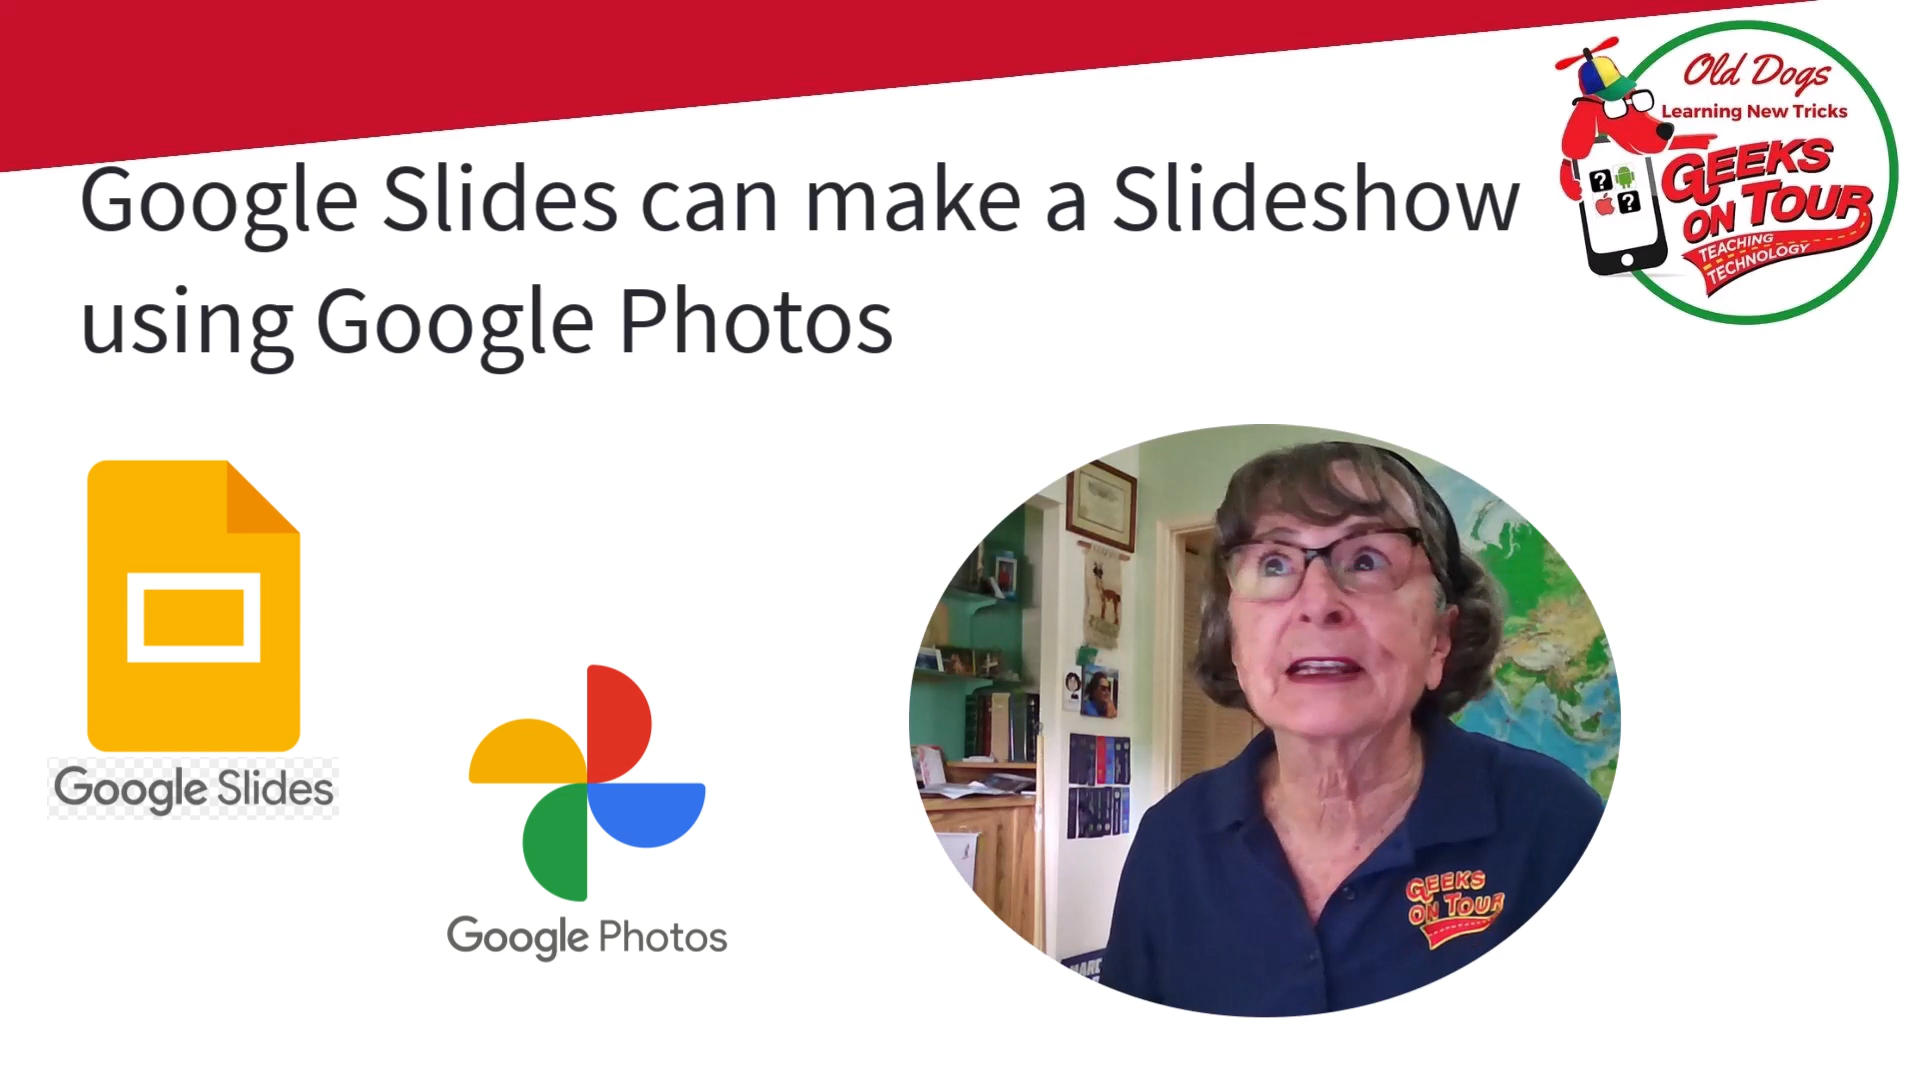 Old Dogs
Learning New Tricks
GEEKS
ON TOUR
TEACHING
TECHNOLOGY
? 
?
Google Slides can make a Slideshow
using Google Photos
Google Slides
Google Photos
GEEKS
ON TOUR